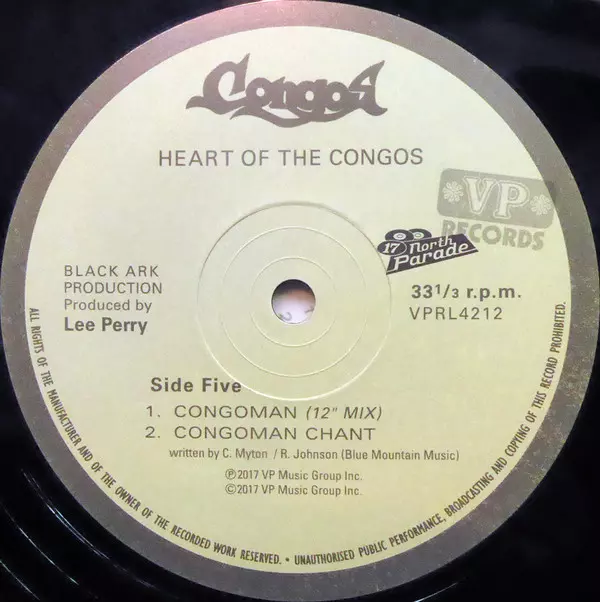 Congos
HEART OF THE CONGOS
VP
RECORDS
17 North
Parade
BLACK ARK
PRODUCTION
Produced by
Lee Perry
33 1/3 r.p.m.
VPRL4212
Side Five
1. CONGOMAN (12" MIX)
2. CONGOMAN CHANT
written by C. Myton / R. Johnson (Blue Mountain Music)
℗2017 VP Music Group Inc.
©2017 VP Music Group Inc.
ALL RIGHTS OF THE MANUFACTURER AND OF THE OWNER OF THE RECORDED WORK RESERVED. • UNAUTHORISED PUBLIC PERFORMANCE, BROADCASTING AND COPYING OF THIS RECORD PROHIBITED.